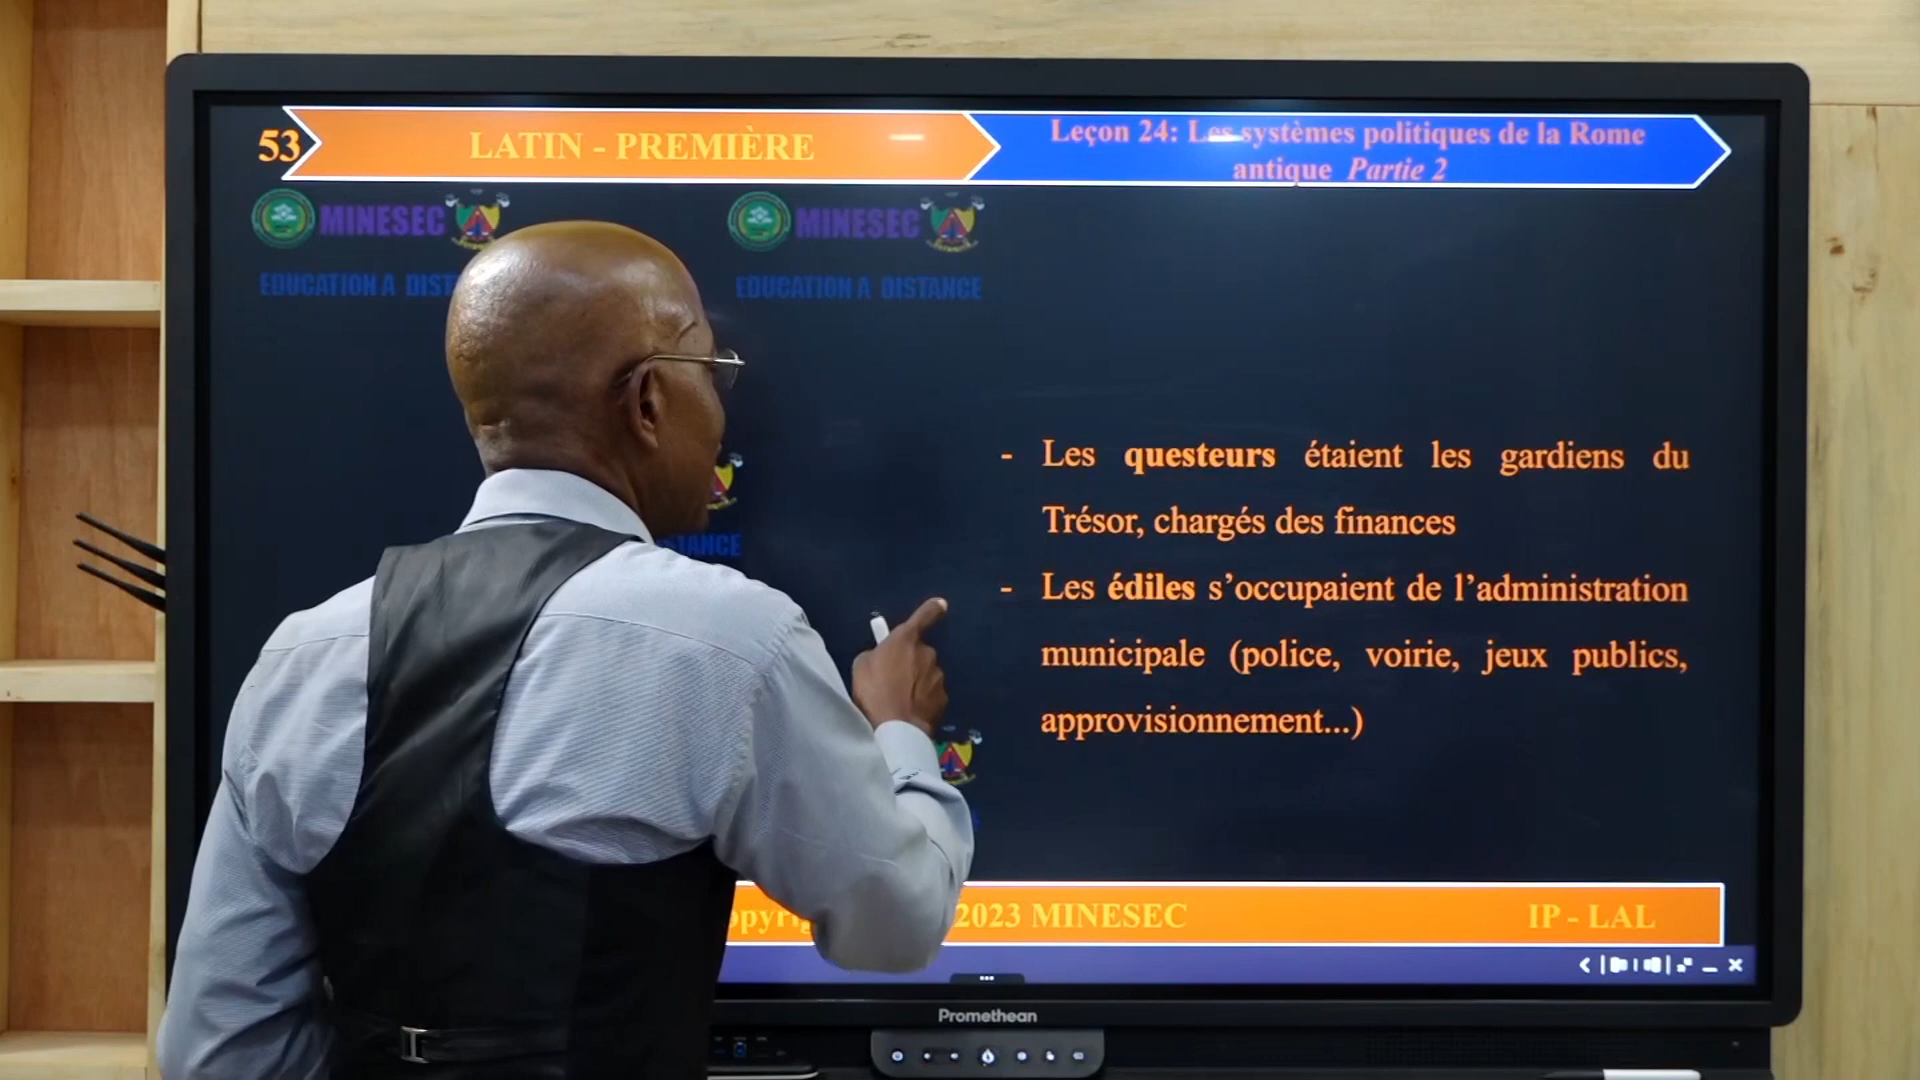 53
LATIN - PREMIÈRE
Leçon 24: Les systèmes politiques de la Rome
antique Partie 2
MINESEC
MINESEC
EDUCATION A
EDUCATION A DISTANCE
- Les questeurs étaient les gardiens du
Trésor, chargés des finances
- Les édiles s’occupaient de l’administration
municipale (police, voirie, jeux publics,
approvisionnement...)
2023 MINESEC
IP - LAL
Promethean